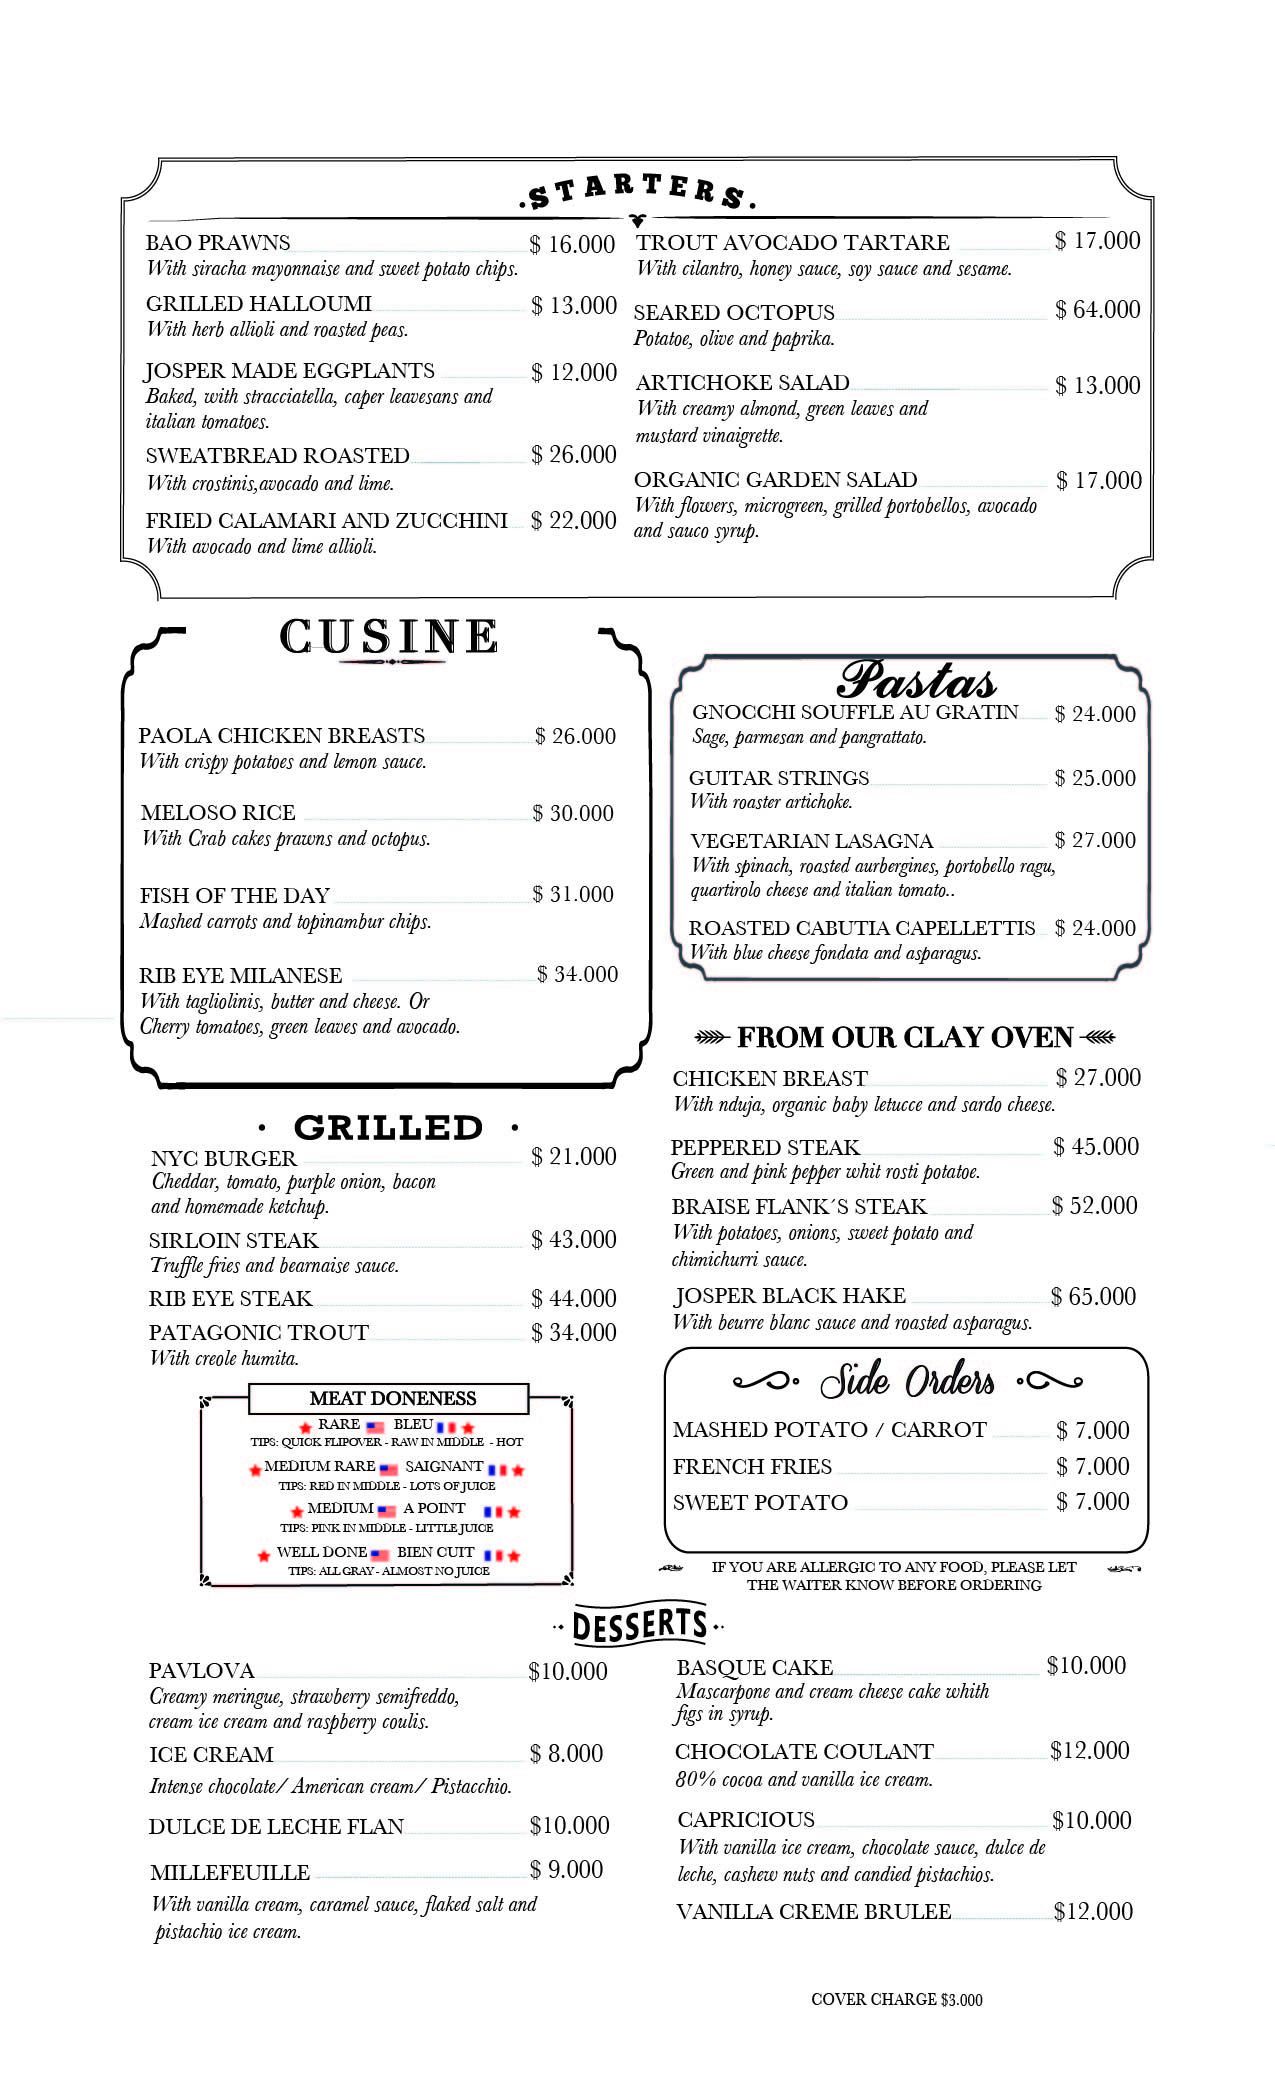 .STARTERS.
BAO PRAWNS $ 16.000
With siracha mayonnaise and sweet potato chips.
GRILLED HALLOUMI $ 13.000
With herb allioli and roasted peas.
JOSPER MADE EGGPLANTS $ 12.000
Baked, with stracciatella, caper leavesans and
italian tomatoes.
SWEATBREAD ROASTED $ 26.000
With crostinis,avocado and lime.
FRIED CALAMARI AND ZUCCHINI $ 22.000
With avocado and lime allioli.
TROUT AVOCADO TARTARE $ 17.000
With cilantro, honey sauce, soy sauce and sesame.
SEARED OCTOPUS $ 64.000
Potatoe, olive and paprika.
ARTICHOKE SALAD $ 13.000
With creamy almond, green leaves and
mustard vinaigrette.
ORGANIC GARDEN SALAD $ 17.000
With flowers, microgreen, grilled portobellos, avocado
and sauco syrup.
CUSINE
PAOLA CHICKEN BREASTS $ 26.000
With crispy potatoes and lemon sauce.
MELOSO RICE $ 30.000
With Crab cakes prawns and octopus.
FISH OF THE DAY $ 31.000
Mashed carrots and topinambur chips.
RIB EYE MILANESE $ 34.000
With tagliolinis, butter and cheese. Or
Cherry tomatoes, green leaves and avocado.
Pastas
GNOCCHI SOUFFLE AU GRATIN $ 24.000
Sage, parmesan and pangrattato.
GUITAR STRINGS $ 25.000
With roaster artichoke.
VEGETARIAN LASAGNA $ 27.000
With spinach, roasted aurbergines, portobello ragu,
quartirolo cheese and italian tomato..
ROASTED CABUTIA CAPELLETTIS $ 24.000
With blue cheese fondata and asparagus.
GRILLED
NYC BURGER $ 21.000
Cheddar, tomato, purple onion, bacon
and homemade ketchup.
SIRLOIN STEAK $ 43.000
Truffle fries and bearnaise sauce.
RIB EYE STEAK $ 44.000
PATAGONIC TROUT $ 34.000
With creole humita.
MEAT DONENESS
RARE BLEU
TIPS: QUICK FLIPOVER - RAW IN MIDDLE - HOT
MEDIUM RARE SAIGNANT
TIPS: RED IN MIDDLE - LOTS OF JUICE
MEDIUM A POINT
TIPS: PINK IN MIDDLE - LITTLE JUICE
WELL DONE BIEN CUIT
TIPS: ALL GRAY - ALMOST NO JUICE
FROM OUR CLAY OVEN
CHICKEN BREAST $ 27.000
With nduja, organic baby letucce and sardo cheese.
PEPPERED STEAK $ 45.000
Green and pink pepper whit rosti potatoe.
BRAISE FLANK´S STEAK $ 52.000
With potatoes, onions, sweet potato and
chimichurri sauce.
JOSPER BLACK HAKE $ 65.000
With beurre blanc sauce and roasted asparagus.
Side Orders
MASHED POTATO / CARROT $ 7.000
FRENCH FRIES $ 7.000
SWEET POTATO $ 7.000
IF YOU ARE ALLERGIC TO ANY FOOD, PLEASE LET
THE WAITER KNOW BEFORE ORDERING
DESSERTS
PAVLOVA $10.000
Creamy meringue, strawberry semifreddo,
cream ice cream and raspberry coulis.
ICE CREAM $ 8.000
Intense chocolate/ American cream/ Pistacchio.
DULCE DE LECHE FLAN $10.000
MILLEFEUILLE $ 9.000
With vanilla cream, caramel sauce, flaked salt and
pistachio ice cream.
BASQUE CAKE $10.000
Mascarpone and cream cheese cake whith
figs in syrup.
CHOCOLATE COULANT $12.000
80% cocoa and vanilla ice cream.
CAPRICIOUS $10.000
With vanilla ice cream, chocolate sauce, dulce de
leche, cashew nuts and candied pistachios.
VANILLA CREME BRULEE $12.000
COVER CHARGE $3.000